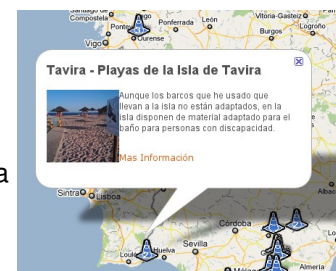 Compostela
Ponferrada
León
Vitoria-Gasteiz
Logroño
Vigo
Ourense
Burgos
Tavira - Playas de la Isla de Tavira
Aunque los barcos que he usado que
llevan a la isla no están adaptados, en la
isla disponen de material adaptado para el
baño para personas con discapacidad.
Mas Información
a
Sintra
Lisboa
Albac
Córdoba
Sevilla
Huelva
Loulé
Almería